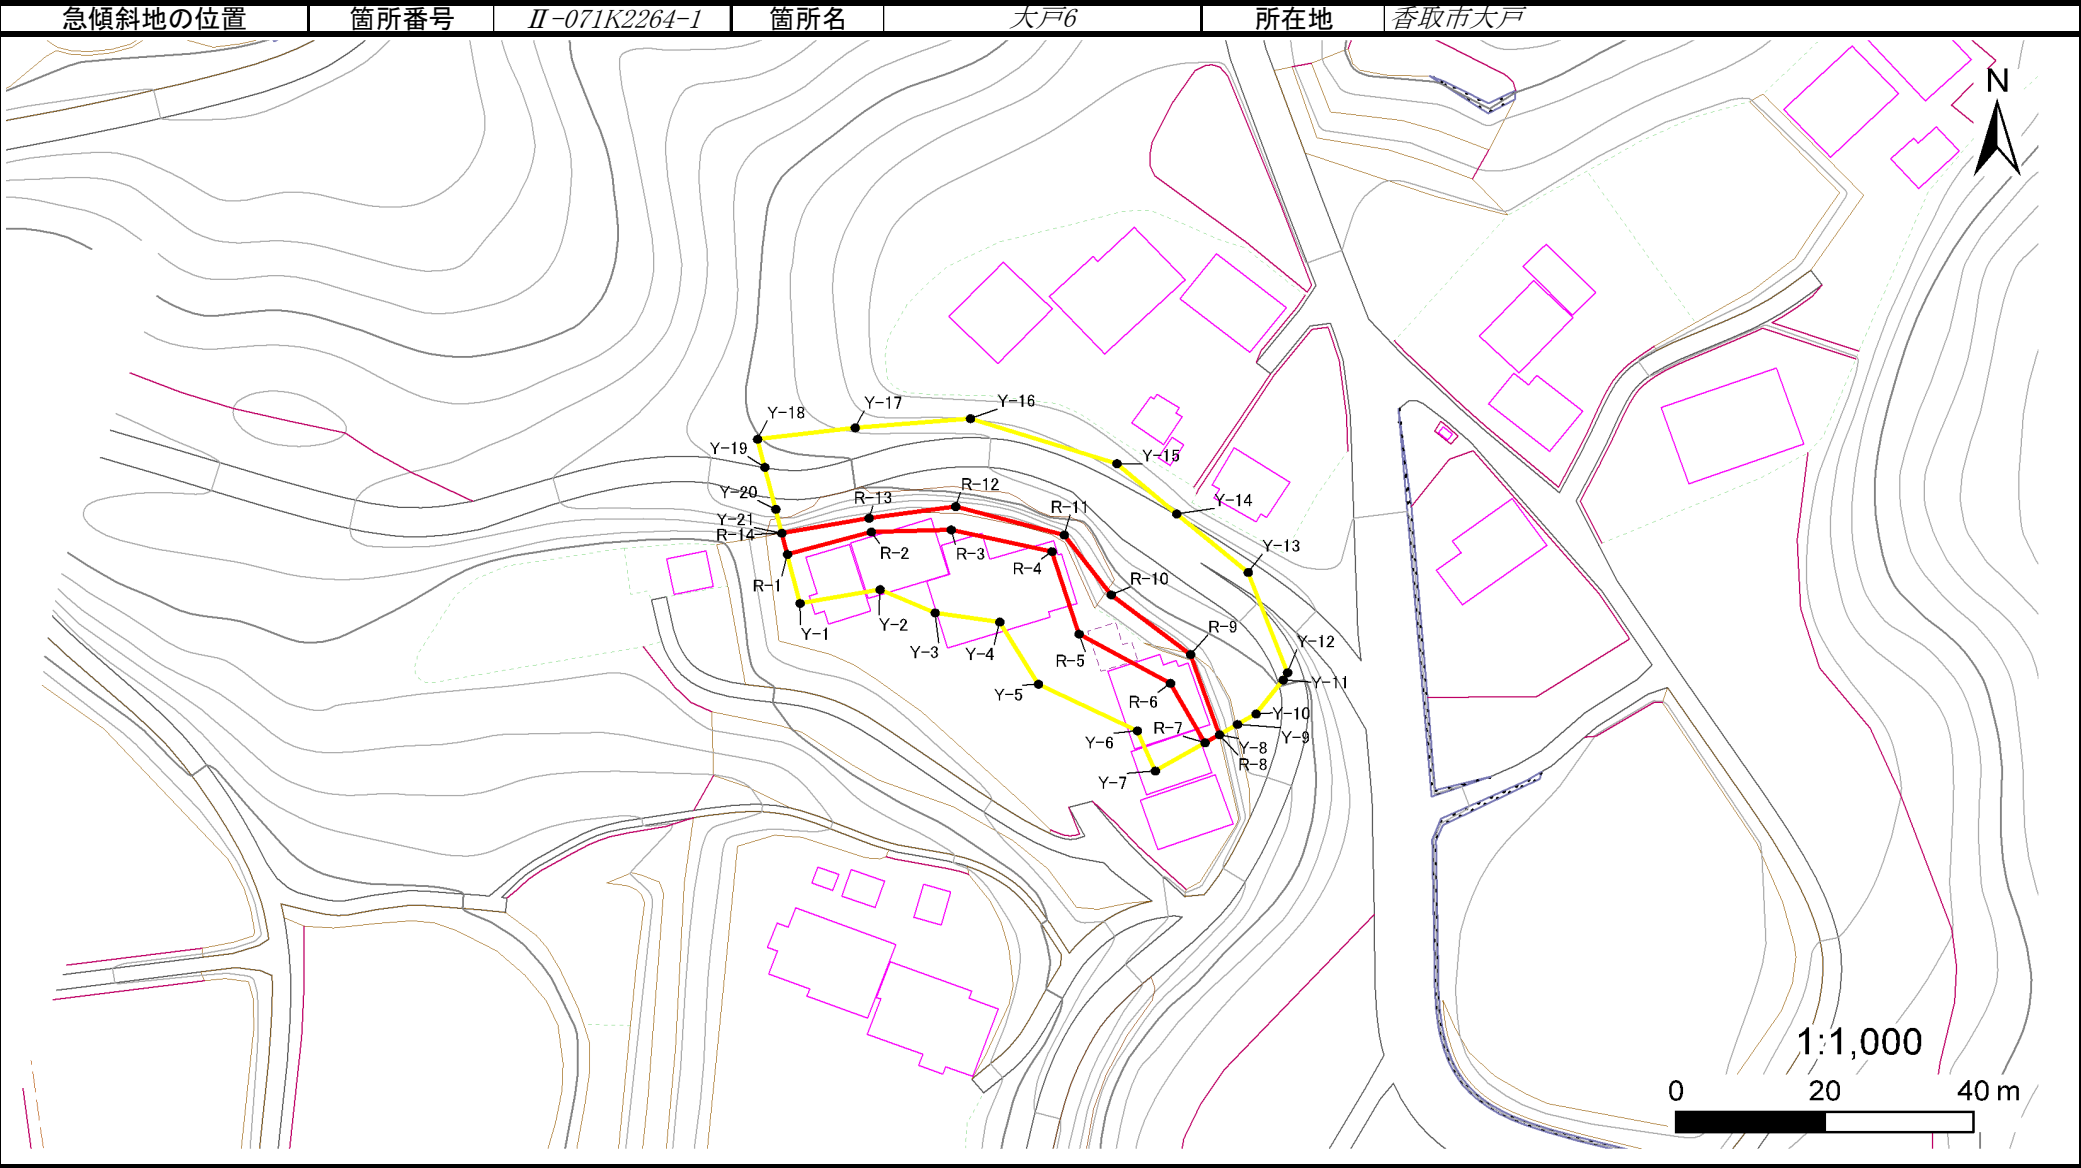 急傾斜地の位置 箇所番号 Ⅱ-071K2264-1 箇所名 大戸6 所在地 香取市大戸
N
Y-18
Y-17
Y-16
Y-19
Y-15
Y-20
R-13
R-12
Y-14
Y-21
R-11
R-14
R-2
R-3
Y-13
R-4
R-1
R-10
Y-1
Y-2
R-9
Y-3
Y-4
R-5
Y-12
Y-5
Y-11
R-6
Y-10
R-7
Y-9
Y-6
Y-8
R-8
Y-7
1:1,000
0 20 40 m